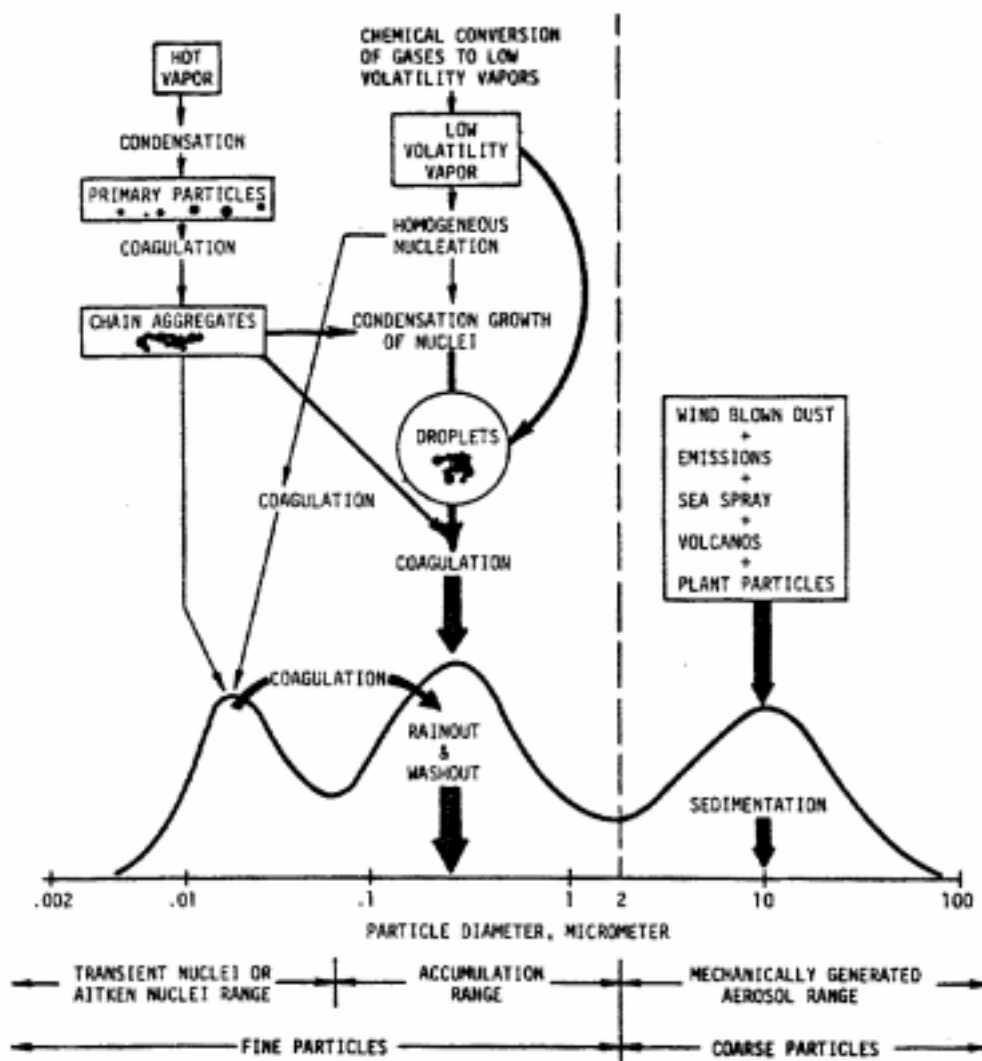 HOT
VAPOR
CONDENSATION
PRIMARY PARTICLES
COAGULATION
CHAIN AGGREGATES
CHEMICAL CONVERSION
OF GASES TO LOW
VOLATILITY VAPORS
LOW
VOLATILITY
VAPOR
HOMOGENEOUS
NUCLEATION
CONDENSATION GROWTH
OF NUCLEI
DROPLETS
COAGULATION
COAGULATION
WIND BLOWN DUST
+
EMISSIONS
+
SEA SPRAY
+
VOLCANOS
+
PLANT PARTICLES
COAGULATION
RAINOUT
&
WASHOUT
SEDIMENTATION
.002 .01 .1 1 2 10 100
PARTICLE DIAMETER, MICROMETER
TRANSIENT NUCLEI OR
AITKEN NUCLEI RANGE
ACCUMULATION
RANGE
MECHANICALLY GENERATED
AEROSOL RANGE
FINE PARTICLES
COARSE PARTICLES